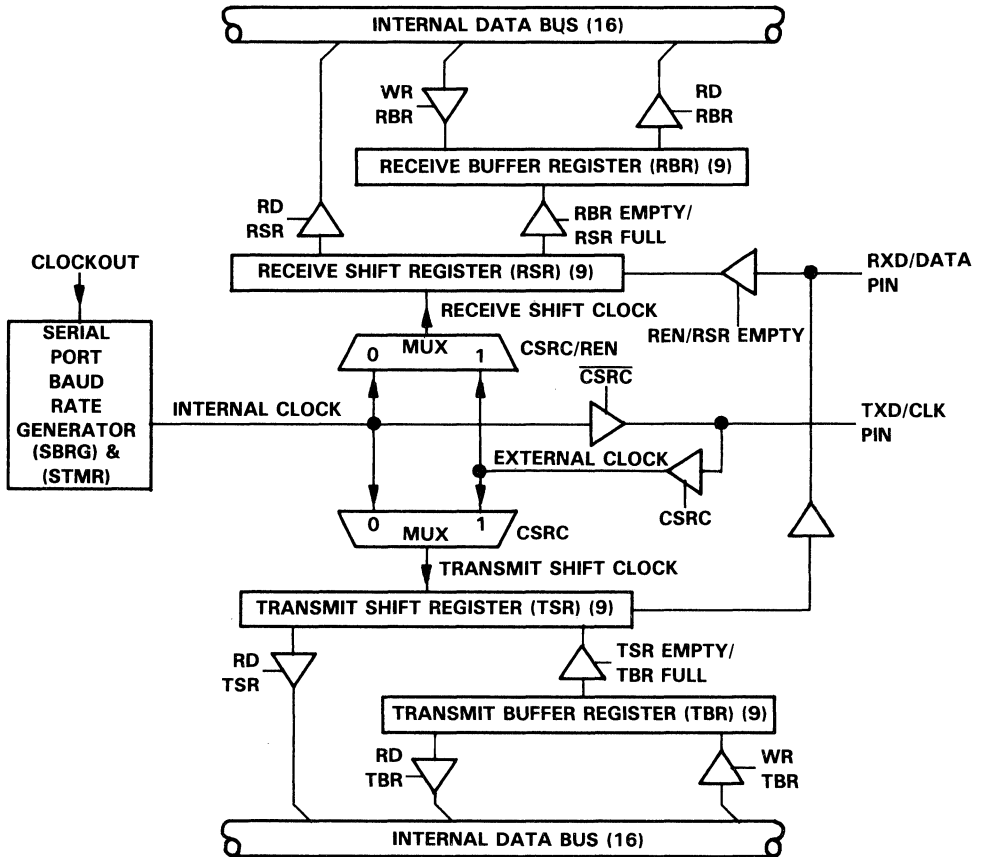 INTERNAL DATA BUS (16)
WR
RBR
RD
RBR
RECEIVE BUFFER REGISTER (RBR) (9)
RD
RSR
RBR EMPTY/
RSR FULL
CLOCKOUT
RECEIVE SHIFT REGISTER (RSR) (9)
RXD/DATA
PIN
RECEIVE SHIFT CLOCK
REN/RSR EMPTY
SERIAL
PORT
BAUD
RATE
GENERATOR
(SBRG) &
(STMR)
0 MUX 1
CSRC/REN
CSRC
INTERNAL CLOCK
TXD/CLK
PIN
EXTERNAL CLOCK
CSRC
0 MUX 1
CSRC
TRANSMIT SHIFT CLOCK
TRANSMIT SHIFT REGISTER (TSR) (9)
RD
TSR
TSR EMPTY/
TBR FULL
TRANSMIT BUFFER REGISTER (TBR) (9)
RD
TBR
WR
TBR
INTERNAL DATA BUS (16)